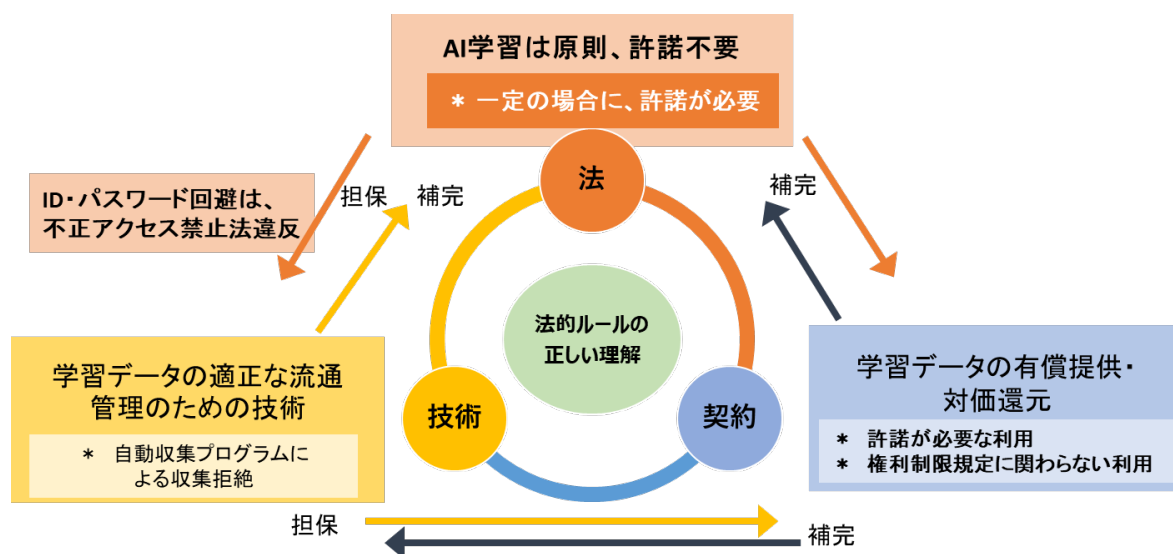 AI学習は原則、許諾不要
* 一定の場合に、許諾が必要
法
ID・パスワード回避は、
不正アクセス禁止法違反
担保
補完
補完
法的ルールの
正しい理解
学習データの適正な流通
管理のための技術
* 自動収集プログラムに
よる収集拒絶
技術
契約
学習データの有償提供・
対価還元
* 許諾が必要な利用
* 権利制限規定に関わらない利用
担保
補完